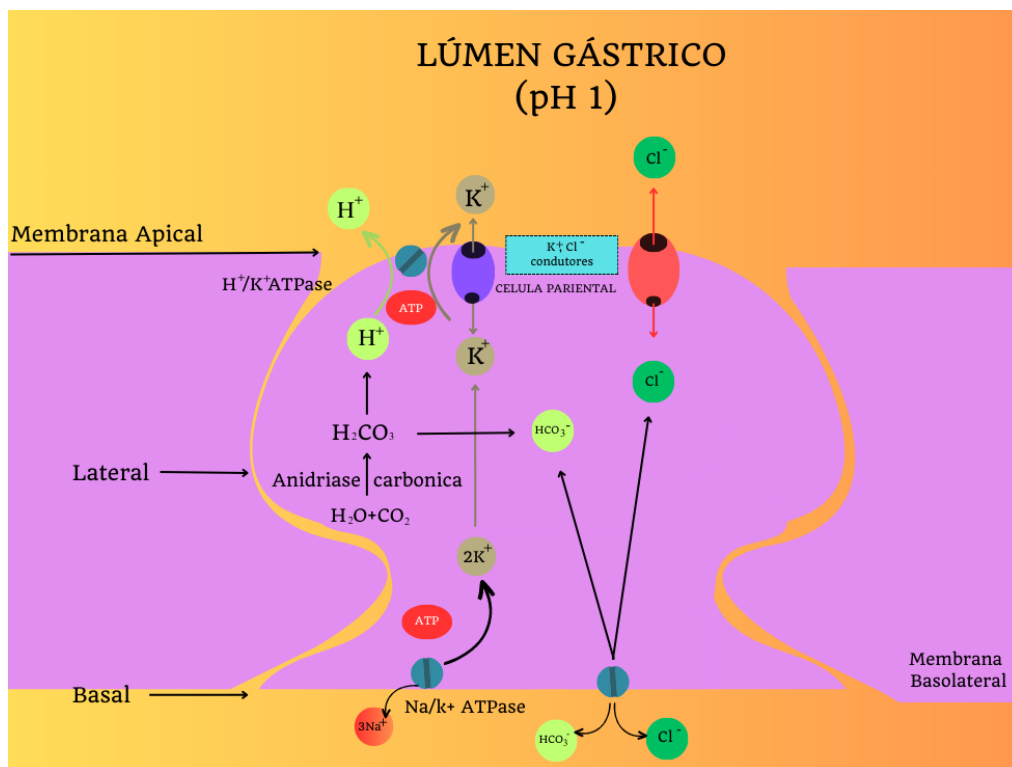 LÚMEN GÁSTRICO
(pH 1)
Cl⁻
K⁺
H⁺
Membrana Apical
K⁺, Cl⁻
condutores
H⁺/K⁺ATPase
CELULA PARIENTAL
ATP
H⁺
K⁺
Cl⁻
H₂CO₃
HCO₃⁻
Lateral
Anidriase carbonica
H₂O+CO₂
2K⁺
ATP
Membrana
Basolateral
Basal
Na/k+ ATPase
3Na⁺
HCO₃⁻
Cl⁻